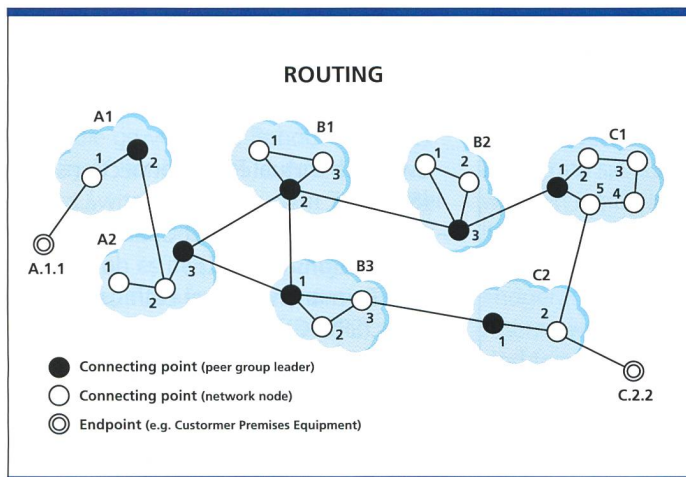 ROUTING
A1
1
2
B1
1
3
2
B2
1
2
3
C1
1
2
3
5
4
A.1.1
A2
1
2
3
B3
1
2
3
C2
1
2
C.2.2
Connecting point (peer group leader)
Connecting point (network node)
Endpoint (e.g. Custormer Premises Equipment)